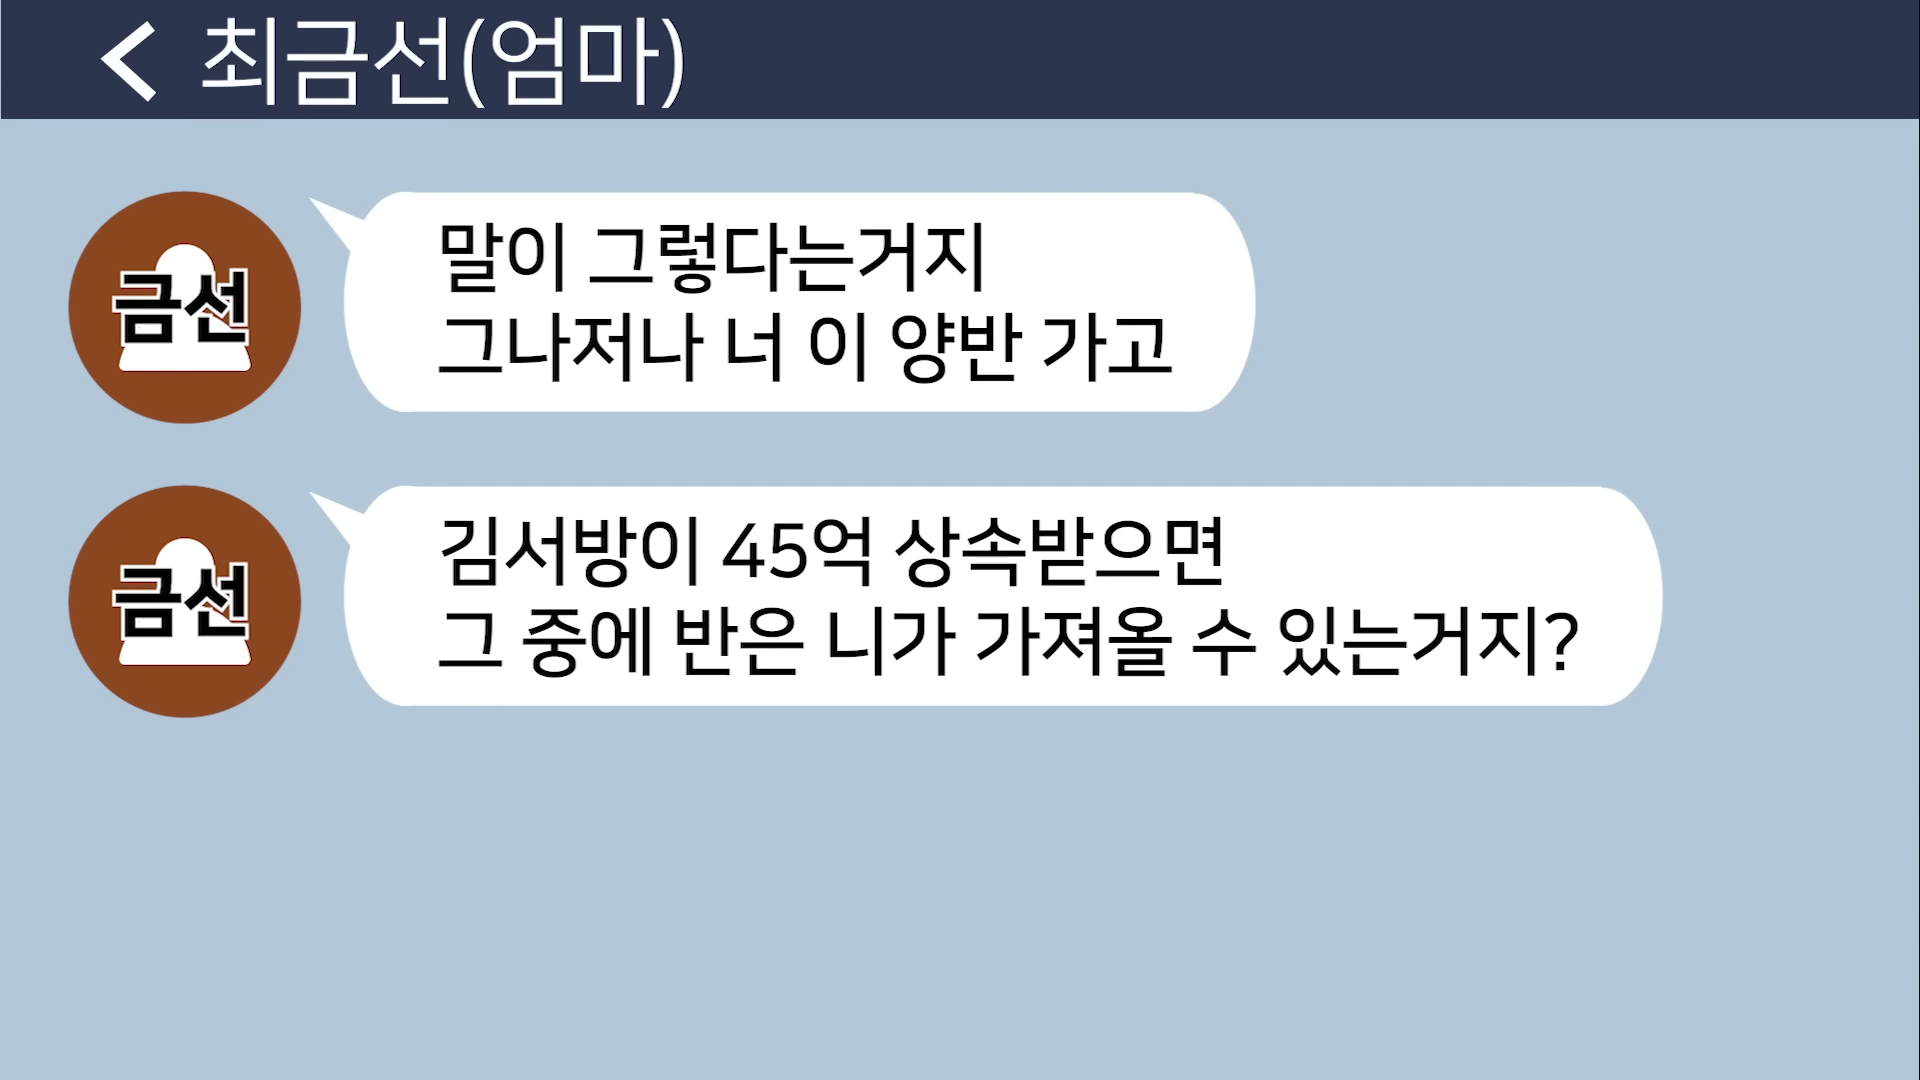 최금선(엄마)
금선
말이 그렇다는거지
그나저나 너 이 양반 가고
금선
김서방이 45억 상속받으면
그 중에 반은 니가 가져올 수 있는거지?